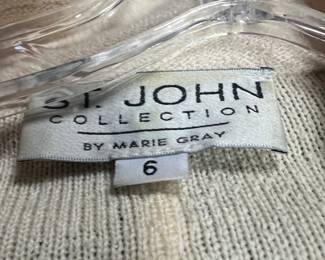 ST. JOHN
COLLECTION
BY MARIE GRAY
6